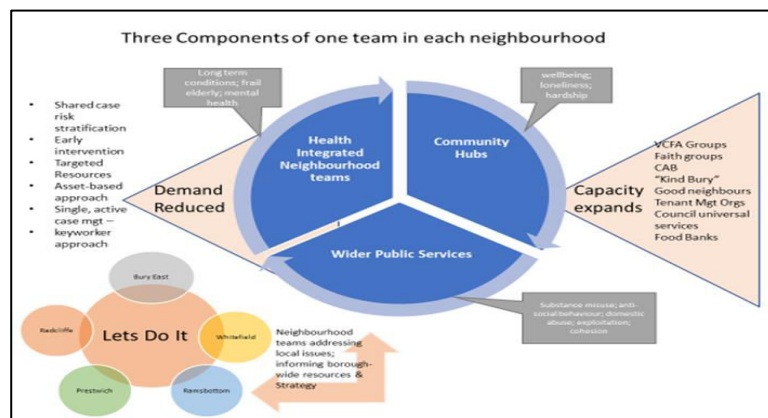 Three Components of one team in each neighbourhood
Long term
conditions; frail
elderly; mental
health
wellbeing;
loneliness;
hardship
• Shared case
risk
stratification
• Early
intervention
• Targeted
Resources
• Asset-based
approach
• Single, active
case mgt –
• keyworker
approach
Demand
Reduced
Health
Integrated
Neighbourhood
teams
Community
Hubs
Wider Public Services
Capacity
expands
VCFA Groups
Faith groups
CAB
"Kind Bury"
Good neighbours
Tenant Mgt Orgs
Council universal
services
Food Banks
Substance misuse; anti-
social behaviour; domestic
abuse; exploitation;
cohesion
Bury East
Radcliffe
Lets Do It
Whitefield
Prestwich
Ramsbottom
Neighbourhood
teams addressing
local issues;
informing borough-
wide resources &
Strategy